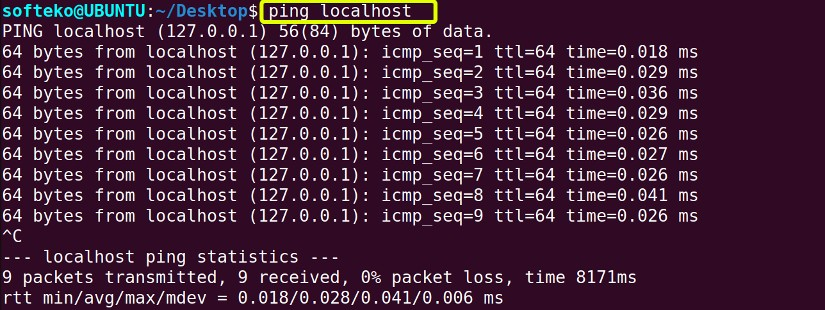 softeko@UBUNTU:~/Desktop$ ping localhost
PING localhost (127.0.0.1) 56(84) bytes of data.
64 bytes from localhost (127.0.0.1): icmp_seq=1 ttl=64 time=0.018 ms
64 bytes from localhost (127.0.0.1): icmp_seq=2 ttl=64 time=0.029 ms
64 bytes from localhost (127.0.0.1): icmp_seq=3 ttl=64 time=0.036 ms
64 bytes from localhost (127.0.0.1): icmp_seq=4 ttl=64 time=0.029 ms
64 bytes from localhost (127.0.0.1): icmp_seq=5 ttl=64 time=0.026 ms
64 bytes from localhost (127.0.0.1): icmp_seq=6 ttl=64 time=0.027 ms
64 bytes from localhost (127.0.0.1): icmp_seq=7 ttl=64 time=0.026 ms
64 bytes from localhost (127.0.0.1): icmp_seq=8 ttl=64 time=0.041 ms
64 bytes from localhost (127.0.0.1): icmp_seq=9 ttl=64 time=0.026 ms
^C
--- localhost ping statistics ---
9 packets transmitted, 9 received, 0% packet loss, time 8171ms
rtt min/avg/max/mdev = 0.018/0.028/0.041/0.006 ms